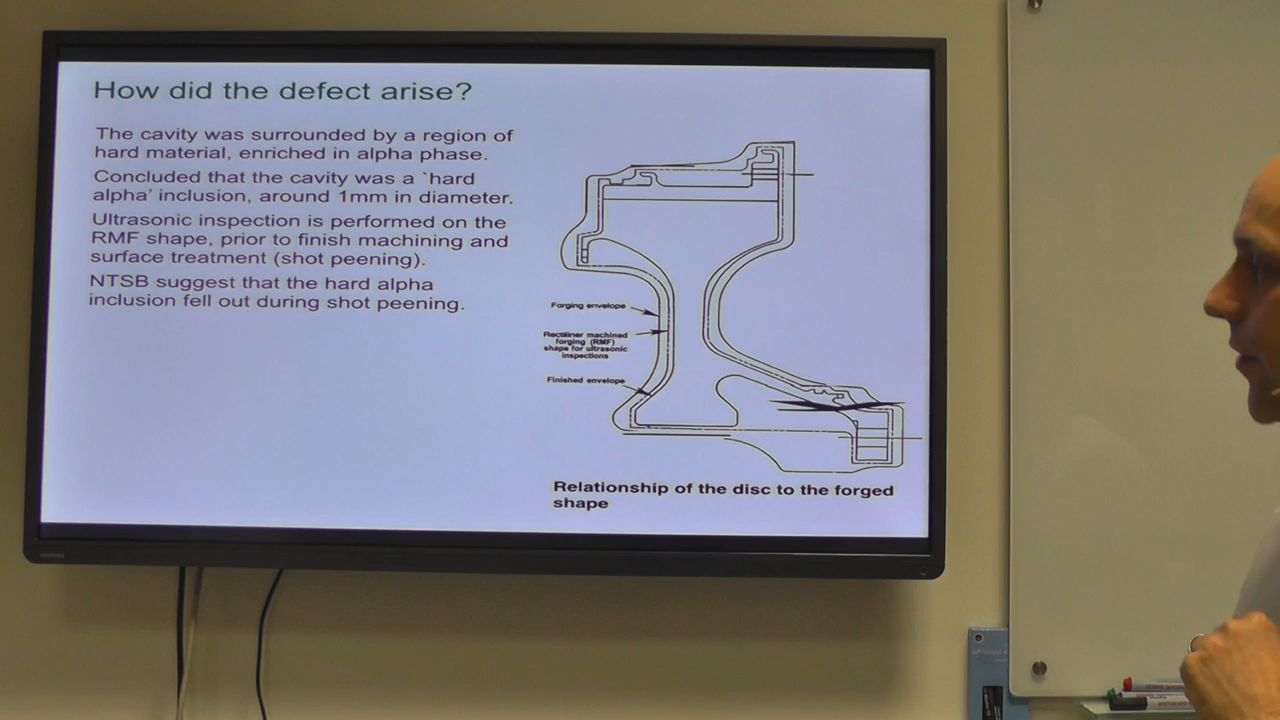 How did the defect arise?
The cavity was surrounded by a region of
hard material, enriched in alpha phase.
Concluded that the cavity was a `hard
alpha' inclusion, around 1mm in diameter.
Ultrasonic inspection is performed on the
RMF shape, prior to finish machining and
surface treatment (shot peening).
NTSB suggest that the hard alpha
inclusion fell out during shot peening.
Forging envelope
Rectiliner machined
forging (RMF)
shape for ultrasonic
inspections
Finished envelope
Relationship of the disc to the forged
shape
TOSHIBA